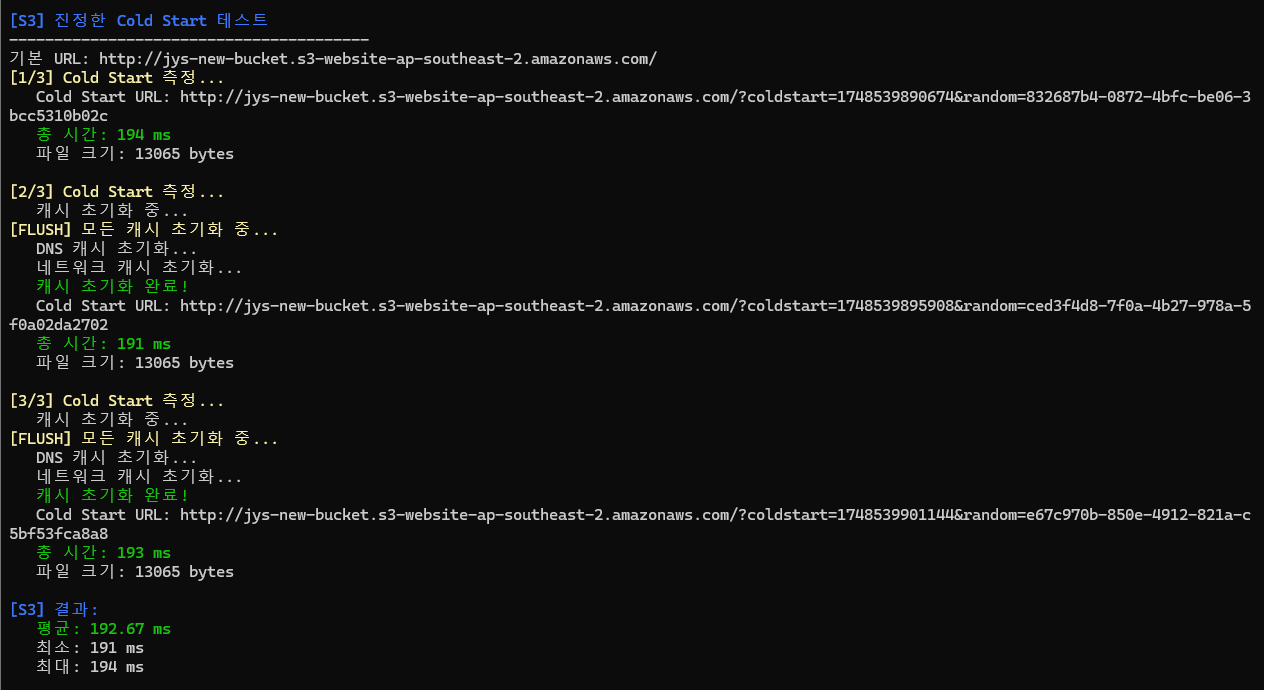 [S3] 진정한 Cold Start 테스트
----------------------------------------
기본 URL: http://jys-new-bucket.s3-website-ap-southeast-2.amazonaws.com/
[1/3] Cold Start 측정...
Cold Start URL: http://jys-new-bucket.s3-website-ap-southeast-2.amazonaws.com/?coldstart=1748539890674&random=832687b4-0872-4bfc-be06-3
bcc5310b02c
총 시간: 194 ms
파일 크기: 13065 bytes
[2/3] Cold Start 측정...
캐시 초기화 중...
[FLUSH] 모든 캐시 초기화 중...
DNS 캐시 초기화...
네트워크 캐시 초기화...
캐시 초기화 완료!
Cold Start URL: http://jys-new-bucket.s3-website-ap-southeast-2.amazonaws.com/?coldstart=1748539895908&random=ced3f4d8-7f0a-4b27-978a-5
f0a02da2702
총 시간: 191 ms
파일 크기: 13065 bytes
[3/3] Cold Start 측정...
캐시 초기화 중...
[FLUSH] 모든 캐시 초기화 중...
DNS 캐시 초기화...
네트워크 캐시 초기화...
캐시 초기화 완료!
Cold Start URL: http://jys-new-bucket.s3-website-ap-southeast-2.amazonaws.com/?coldstart=1748539901144&random=e67c970b-850e-4912-821a-c
5bf53fca8a8
총 시간: 193 ms
파일 크기: 13065 bytes
[S3] 결과:
평균: 192.67 ms
최소: 191 ms
최대: 194 ms